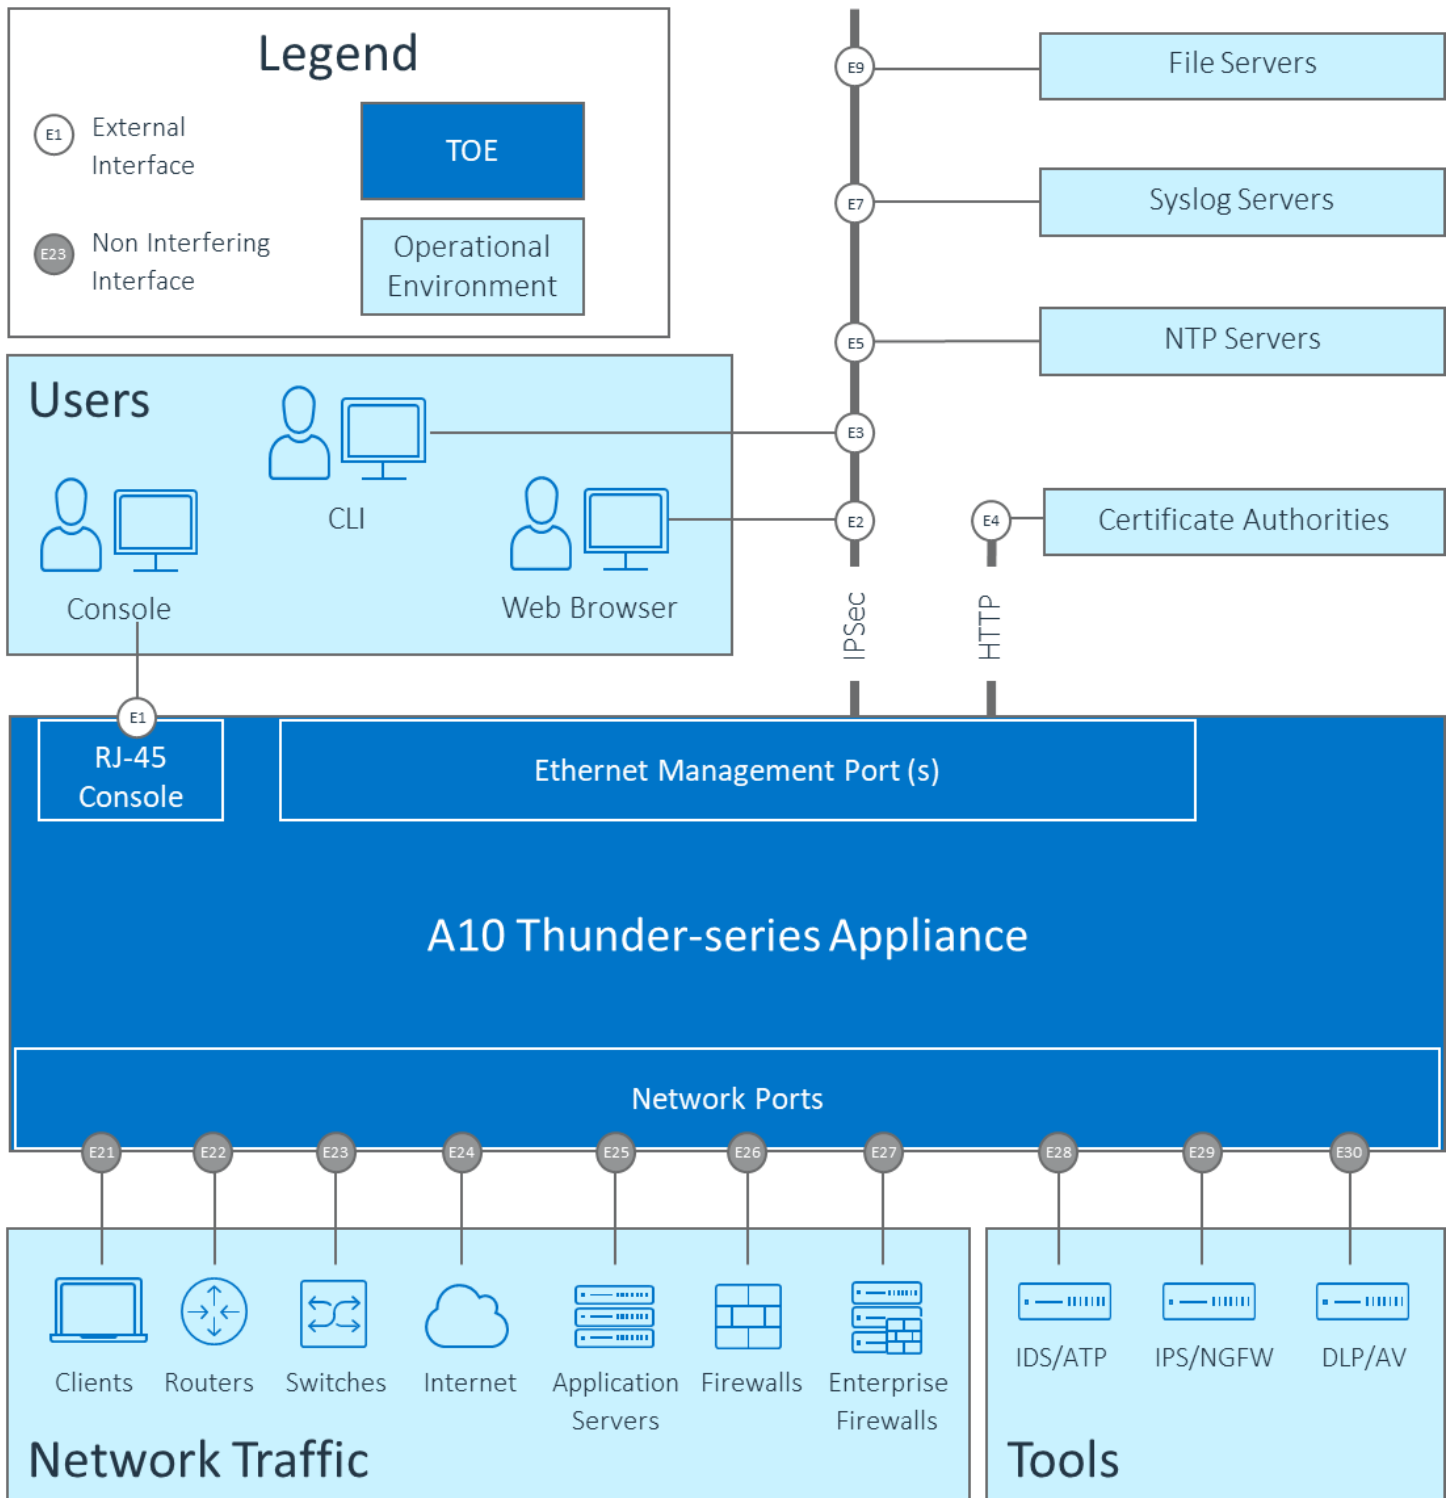 Legend
E1
External
Interface
TOE
E23
Non Interfering
Interface
Operational
Environment
E9
File Servers
E7
Syslog Servers
E5
NTP Servers
Users
E3
CLI
E2
Console
Web Browser
E4
Certificate Authorities
IPSec
HTTP
E1
RJ-45
Console
Ethernet Management Port (s)
A10 Thunder-series Appliance
Network Ports
E21
E22
E23
E24
E25
E26
E27
E28
E29
E30
Clients
Routers
Switches
Internet
Application
Servers
Firewalls
Enterprise
Firewalls
Network Traffic
IDS/ATP
IPS/NGFW
DLP/AV
Tools